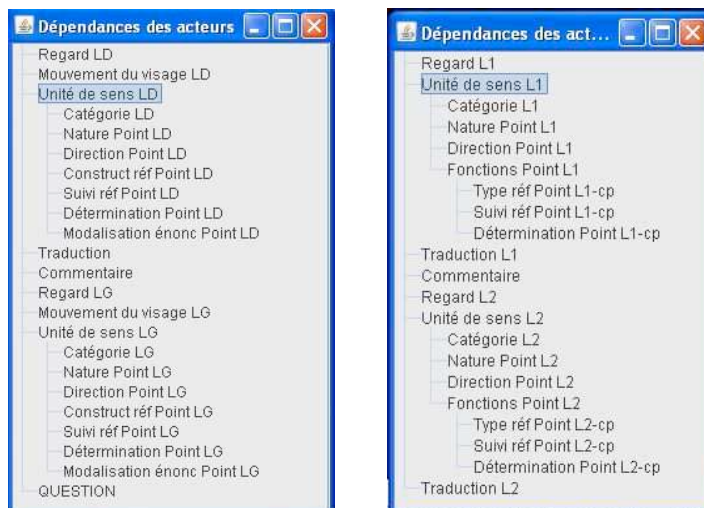 Dépendances des acteurs
Regard LD
Mouvement du visage LD
Unité de sens LD
Catégorie LD
Nature Point LD
Direction Point LD
Construct réf Point LD
Suivi réf Point LD
Détermination Point LD
Modalisation énonc Point LD
Traduction
Commentaire
Regard LG
Mouvement du visage LG
Unité de sens LG
Catégorie LG
Nature Point LG
Direction Point LG
Construct réf Point LG
Suivi réf Point LG
Détermination Point LG
Modalisation énonc Point LG
QUESTION
Dépendances des act...
Regard L1
Unité de sens L1
Catégorie L1
Nature Point L1
Direction Point L1
Fonctions Point L1
Type réf Point L1-cp
Suivi réf Point L1-cp
Détermination Point L1-cp
Traduction L1
Commentaire
Regard L2
Unité de sens L2
Catégorie L2
Nature Point L2
Direction Point L2
Fonctions Point L2
Type réf Point L2-cp
Suivi réf Point L2-cp
Détermination Point L2-cp
Traduction L2